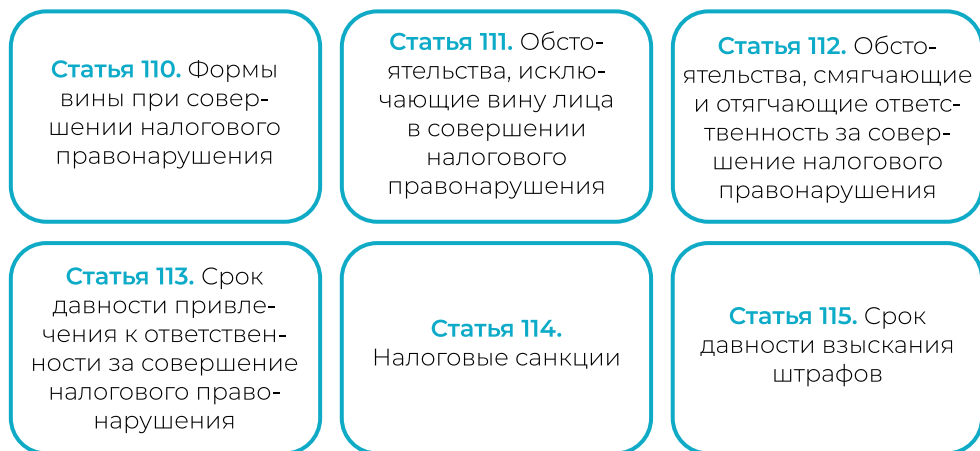 Статья 110. Формы
вины при совер-
шении налогового
правонарушения
Статья 111. Обсто-
ятельства, исклю-
чающие вину лица
в совершении
налогового
правонарушения
Статья 112. Обсто-
ятельства, смягчающие
и отягчающие ответс-
твенность за совер-
шение налогового
правонарушения
Статья 113. Срок
давности привле-
чения к ответствен-
ности за совершение
налогового право-
нарушения
Статья 114.
Налоговые санкции
Статья 115. Срок
давности взыскания
штрафов